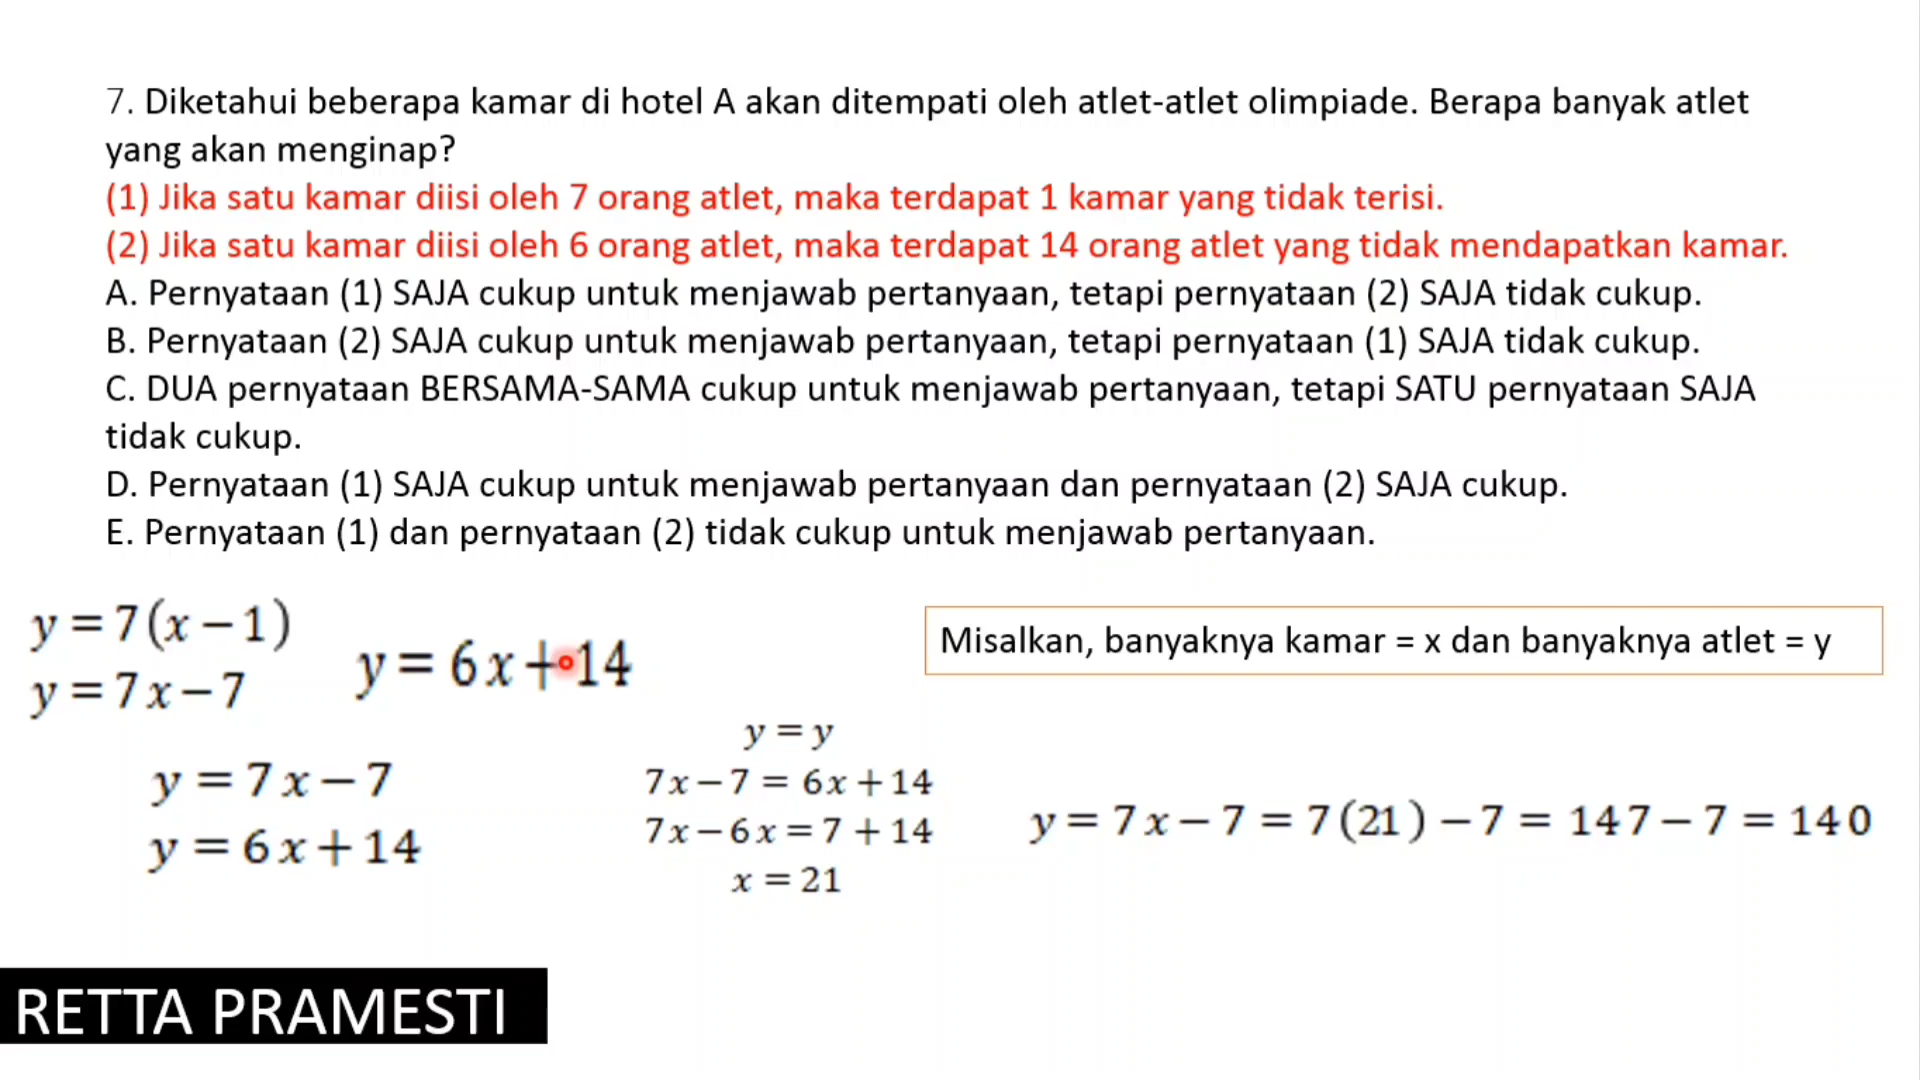 7. Diketahui beberapa kamar di hotel A akan ditempati oleh atlet-atlet olimpiade. Berapa banyak atlet
yang akan menginap?
(1) Jika satu kamar diisi oleh 7 orang atlet, maka terdapat 1 kamar yang tidak terisi.
(2) Jika satu kamar diisi oleh 6 orang atlet, maka terdapat 14 orang atlet yang tidak mendapatkan kamar.
A. Pernyataan (1) SAJA cukup untuk menjawab pertanyaan, tetapi pernyataan (2) SAJA tidak cukup.
B. Pernyataan (2) SAJA cukup untuk menjawab pertanyaan, tetapi pernyataan (1) SAJA tidak cukup.
C. DUA pernyataan BERSAMA-SAMA cukup untuk menjawab pertanyaan, tetapi SATU pernyataan SAJA
tidak cukup.
D. Pernyataan (1) SAJA cukup untuk menjawab pertanyaan dan pernyataan (2) SAJA cukup.
E. Pernyataan (1) dan pernyataan (2) tidak cukup untuk menjawab pertanyaan.
y = 7(x − 1)
y = 7x − 7
y = 6x + 14
Misalkan, banyaknya kamar = x dan banyaknya atlet = y
y = 7x − 7
y = 6x + 14
y = y
7x − 7 = 6x + 14
7x − 6x = 7 + 14
x = 21
y = 7x − 7 = 7(21) − 7 = 147 − 7 = 140
RETTA PRAMESTI